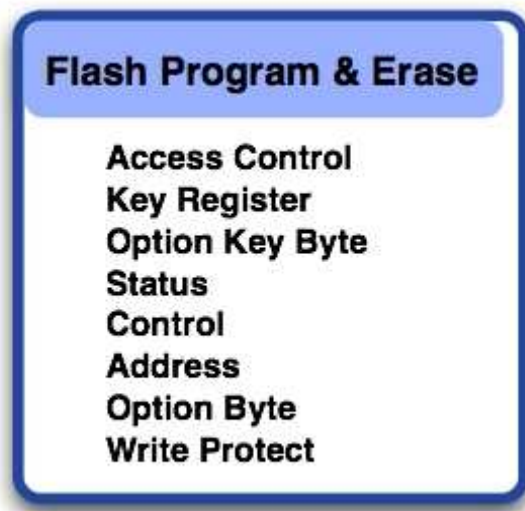 Flash Program & Erase
Access Control
Key Register
Option Key Byte
Status
Control
Address
Option Byte
Write Protect